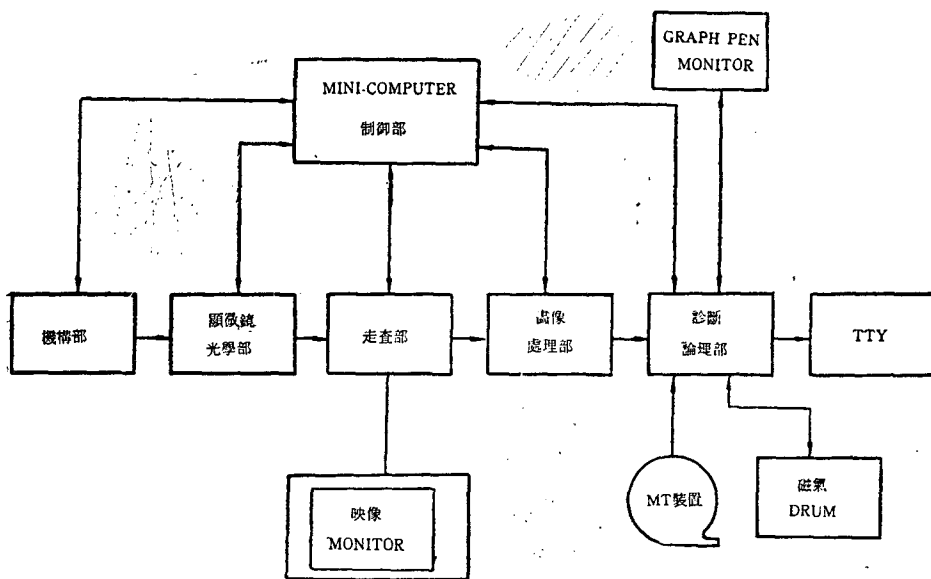 GRAPH PEN
MONITOR
MINI-COMPUTER
制御部
機構部
顯微鏡
光學部
走査部
畵像
處理部
診斷
論理部
TTY
映像
MONITOR
MT裝置
磁氣
DRUM